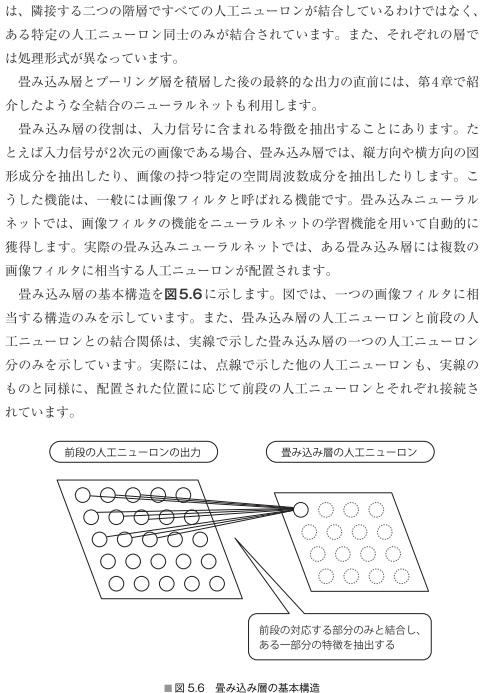 は、隣接する二つの階層ですべての人工ニューロンが結合しているわけではなく、
ある特定の人工ニューロン同士のみが結合されています。また、それぞれの層で
は処理形式が異なっています。
畳み込み層とプーリング層を積層した後の最終的な出力の直前には、第4章で紹
介したような全結合のニューラルネットも利用します。
畳み込み層の役割は、入力信号に含まれる特徴を抽出することにあります。た
とえば入力信号が2次元の画像である場合、畳み込み層では、縦方向や横方向の図
形成分を抽出したり、画像の持つ特定の空間周波数成分を抽出したりします。こ
うした機能は、一般には画像フィルタと呼ばれる機能です。畳み込みニューラル
ネットでは、画像フィルタの機能をニューラルネットの学習機能を用いて自動的に
獲得します。実際の畳み込みニューラルネットでは、ある畳み込み層には複数の
画像フィルタに相当する人工ニューロンが配置されます。
畳み込み層の基本構造を図5.6に示します。図では、一つの画像フィルタに相
当する構造のみを示しています。また、畳み込み層の人工ニューロンと前段の人
工ニューロンとの結合関係は、実線で示した畳み込み層の一つの人工ニューロン
分のみを示しています。実際には、点線で示した他の人工ニューロンも、実線の
ものと同様に、配置された位置に応じて前段の人工ニューロンとそれぞれ接続さ
れています。
前段の人工ニューロンの出力
畳み込み層の人工ニューロン
前段の対応する部分のみと結合し、
ある一部分の特徴を抽出する
■図5.6 畳み込み層の基本構造